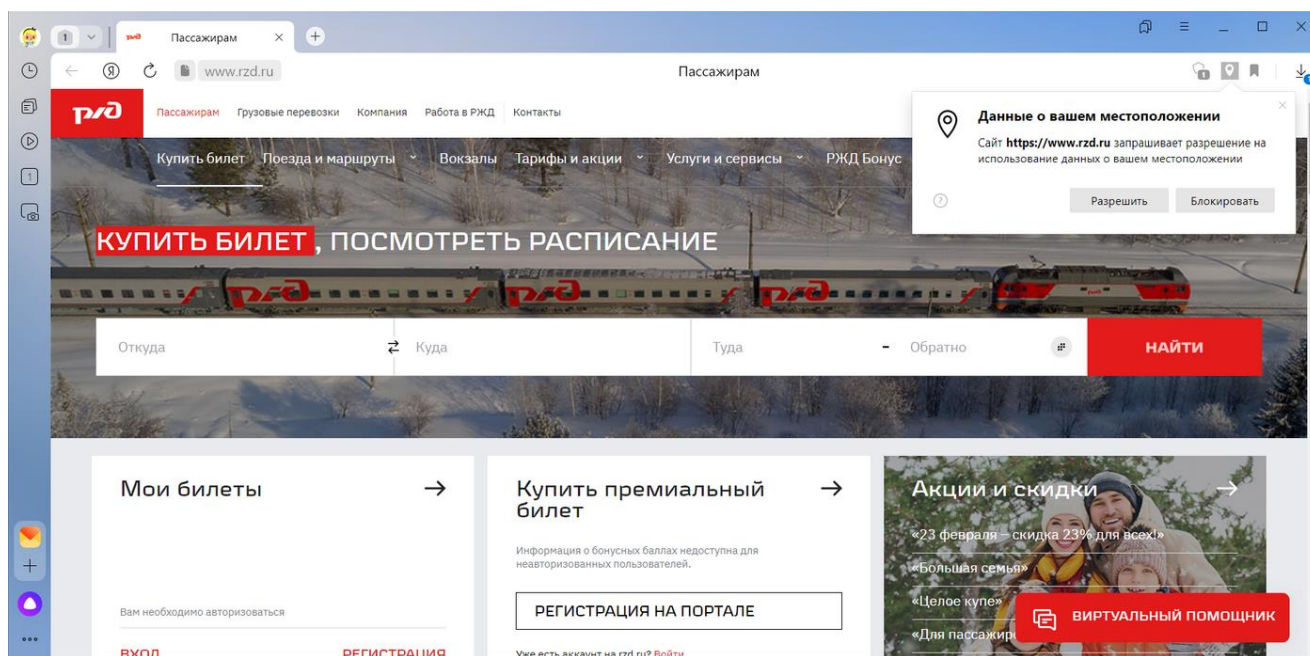 1
Пассажирам
www.rzd.ru
Пассажирам
1
Пассажирам Грузовые перевозки Компания Работа в РЖД Контакты
Купить билет Поезда и маршруты Вокзалы Тарифы и акции Услуги и сервисы РЖД Бонус
Данные о вашем местоположении
Сайт https://www.rzd.ru запрашивает разрешение на
использование данных о вашем местоположении
Разрешить Блокировать
КУПИТЬ БИЛЕТ, ПОСМОТРЕТЬ РАСПИСАНИЕ
Откуда Куда Туда - Обратно НАЙТИ
Мои билеты
Вам необходимо авторизоваться
ВХОД РЕГИСТРАЦИЯ
Купить премиальный
билет
Информация о бонусных баллах недоступна для
неавторизованных пользователей.
РЕГИСТРАЦИЯ НА ПОРТАЛЕ
Уже есть аккаунт на rzd.ru? Войти
Акции и скидки
«23 февраля – скидка 23% для всех!»
«Большая семья»
«Целое купе»
«Для
ВИРТУАЛЬНЫЙ ПОМОЩНИК